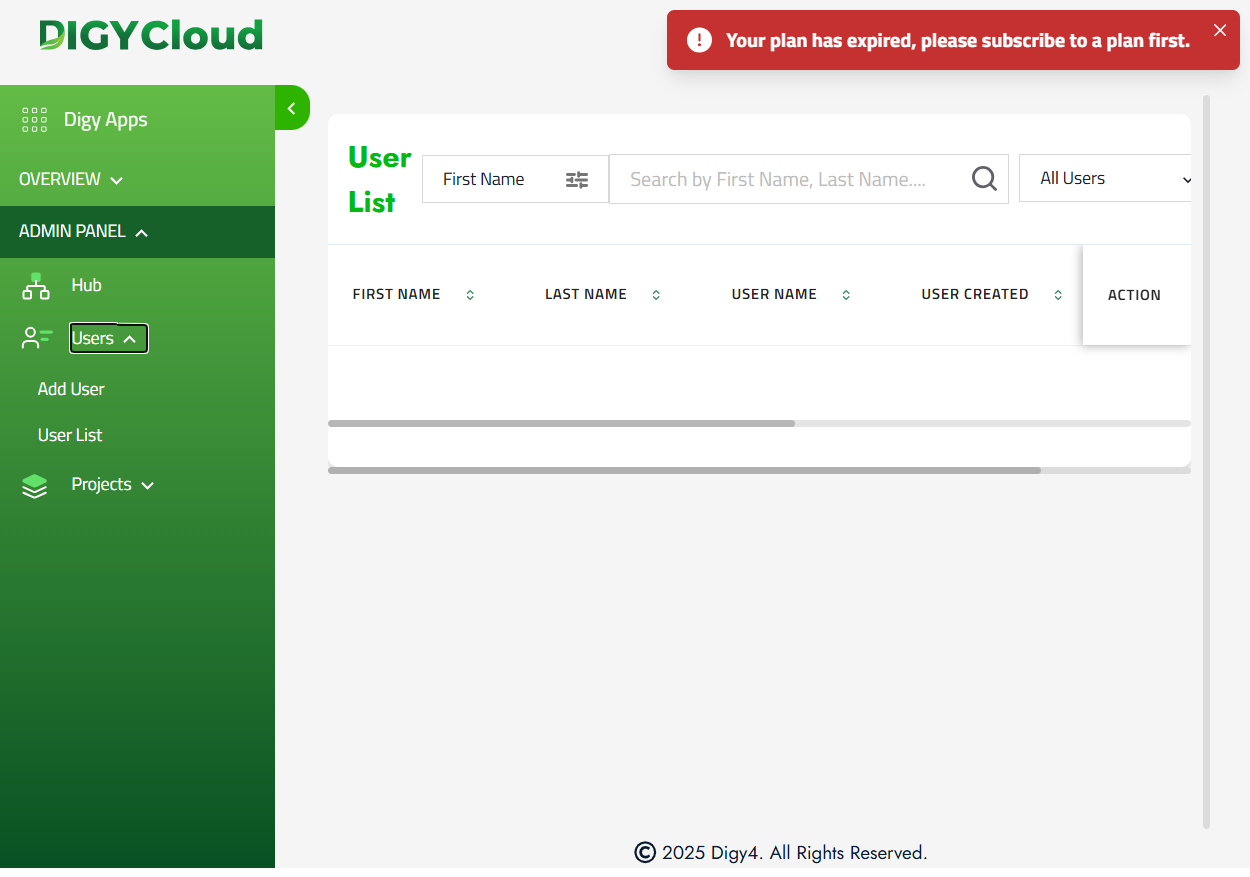 DIGYCloud
Your plan has expired, please subscribe to a plan first.
Digy Apps
OVERVIEW
ADMIN PANEL
Hub
Users
Add User
User List
Projects
User
List
First Name
Search by First Name, Last Name....
All Users
FIRST NAME
LAST NAME
USER NAME
USER CREATED
ACTION
© 2025 Digy4. All Rights Reserved.